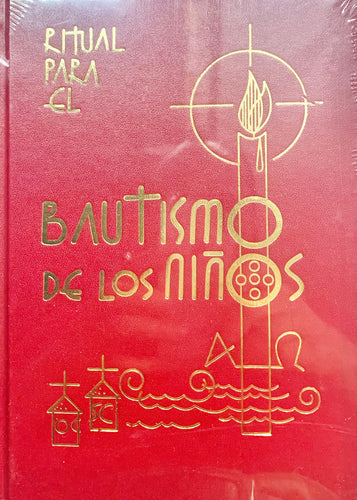 RITUAL
PARA
EL
BAUTISMO
DE LOS NIÑOS
Α Ω